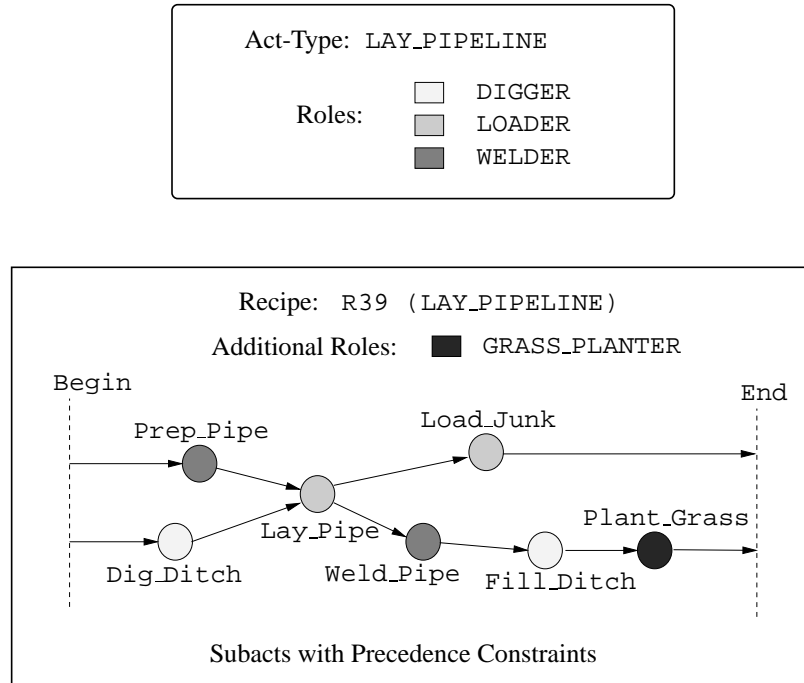 Act-Type: LAY_PIPELINE
Roles:
DIGGER
LOADER
WELDER
Recipe: R39 (LAY_PIPELINE)
Additional Roles: GRASS_PLANTER
Begin
End
Prep_Pipe
Load_Junk
Lay_Pipe
Plant_Grass
Dig_Ditch
Weld_Pipe
Fill_Ditch
Subacts with Precedence Constraints